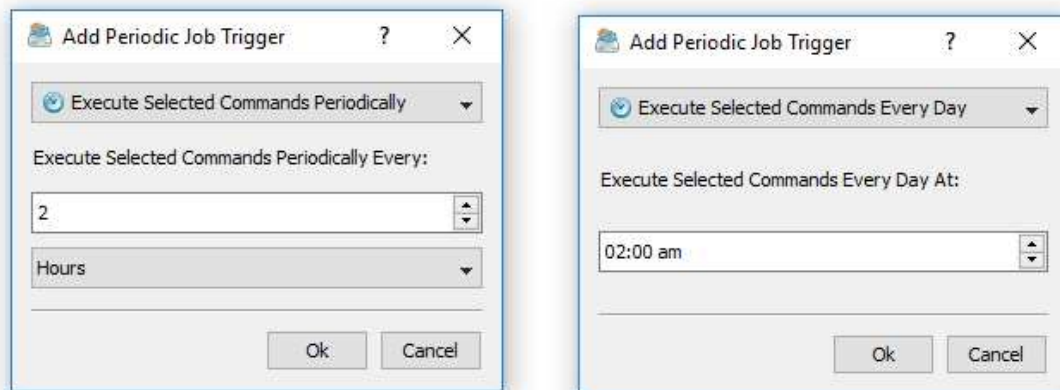 Add Periodic Job Trigger ? X
Execute Selected Commands Periodically
Execute Selected Commands Periodically Every:
2
Hours
Ok Cancel
Add Periodic Job Trigger ? X
Execute Selected Commands Every Day
Execute Selected Commands Every Day At:
02:00 am
Ok Cancel